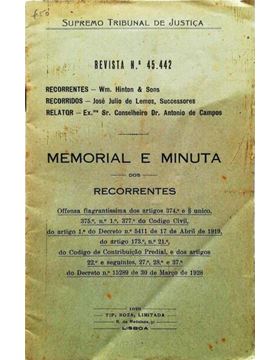 SUPREMO TRIBUNAL DE JUSTIÇA
REVISTA N.º 45.442
RECORRENTES — Wm. Hinton & Sons
RECORRIDOS — José Julio de Lemos, Successores
RELATOR — Ex.mo Sr. Conselheiro Dr. Antonio de Campos
MEMORIAL E MINUTA
DOS
RECORRENTES
Offensa flagrantissima dos artigos 374.º e § unico,
375.º, n.º 1.º, 377.º do Codigo Civil,
do artigo 1.º do Decreto n.º 5411 de 17 de Abril de 1919,
do artigo 173.º, n.º 21.º,
do Codigo de Contribuição Predial, e dos artigos
22.º e seguintes, 27.º, 28.º e 37.º
do Decreto n.º 15289 de 30 de Março de 1928
TIP. ROZA, LIMITADA
LISBOA